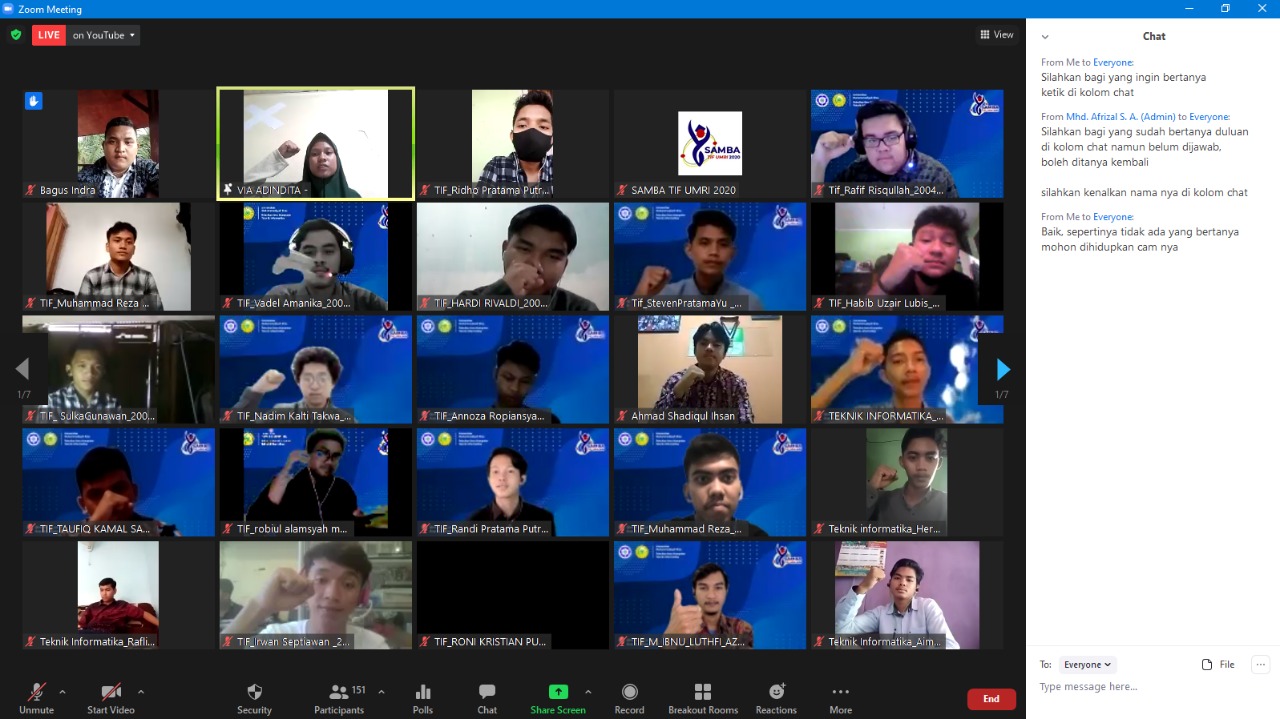 Zoom Meeting
LIVE on YouTube
View
Bagus Indra
VIA ADINDITA -
TIF_Ridho Pratama Putr...
SAMBA
TIF UMRI 2020
SAMBA TIF UMRI 2020
Tif_Rafif Risqullah_2004...
TIF_Muhammad Reza ...
TIF_Vadel Amanika_200...
TIF_HARDI RIVALDI_200...
Tif_StevenPratamaYu _...
TIF_Habib Uzair Lubis_...
1/7
TIF_ SulkaGunawan_200...
TIF_Nadim Kalti Takwa_...
TIF_Annoza Ropiansya...
Ahmad Shadiqul Ihsan
TEKNIK INFORMATIKA_...
1/7
TIF_TAUFIQ KAMAL SA...
TIF_robiul alamsyah m...
TIF_Randi Pratama Putr...
TIF_Muhammad Reza_...
Teknik informatika_Her...
Teknik Informatika_Rafli...
TIF_Irwan Septiawan _2...
TIF_RONI KRISTIAN PU...
TIF_M_IBNU_LUTHFI_AZ...
Teknik Informatika_Aim...
Unmute
Start Video
Security
Participants 151
Polls
Chat
Share Screen
Record
Breakout Rooms
Reactions
More
End
Chat
From Me to Everyone:
Silahkan bagi yang ingin bertanya
ketik di kolom chat
From Mhd. Afrizal S. A. (Admin) to Everyone:
Silahkan bagi yang sudah bertanya duluan
di kolom chat namun belum dijawab,
boleh ditanya kembali
silahkan kenalkan nama nya di kolom chat
From Me to Everyone:
Baik, sepertinya tidak ada yang bertanya
mohon dihidupkan cam nya
To: Everyone
File
Type message here...